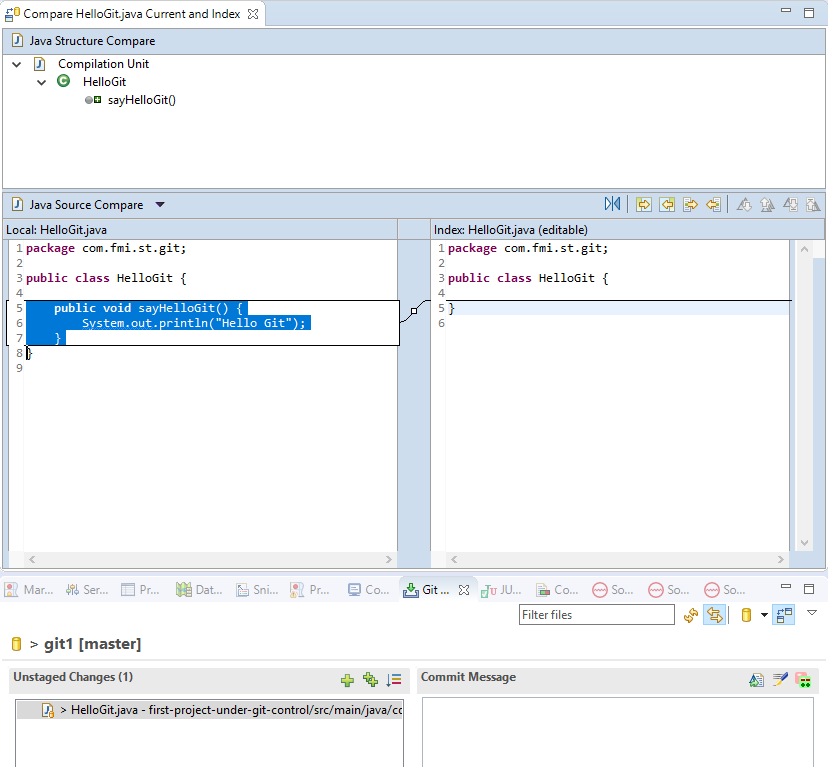 Compare HelloGit.java Current and Index
Java Structure Compare
Compilation Unit
HelloGit
sayHelloGit()
Java Source Compare
Local: HelloGit.java
Index: HelloGit.java (editable)
1 package com.fmi.st.git;
2
3 public class HelloGit {
4
5 public void sayHelloGit() {
6 System.out.println("Hello Git");
7 }
8 }
9
1 package com.fmi.st.git;
2
3 public class HelloGit {
4
5 }
6
Mar... Ser... Pr... Dat... Sni... Pr... Co... Git ... JU... Co... So... So... So...
Filter files
> git1 [master]
Unstaged Changes (1)
> HelloGit.java - first-project-under-git-control/src/main/java/co
Commit Message